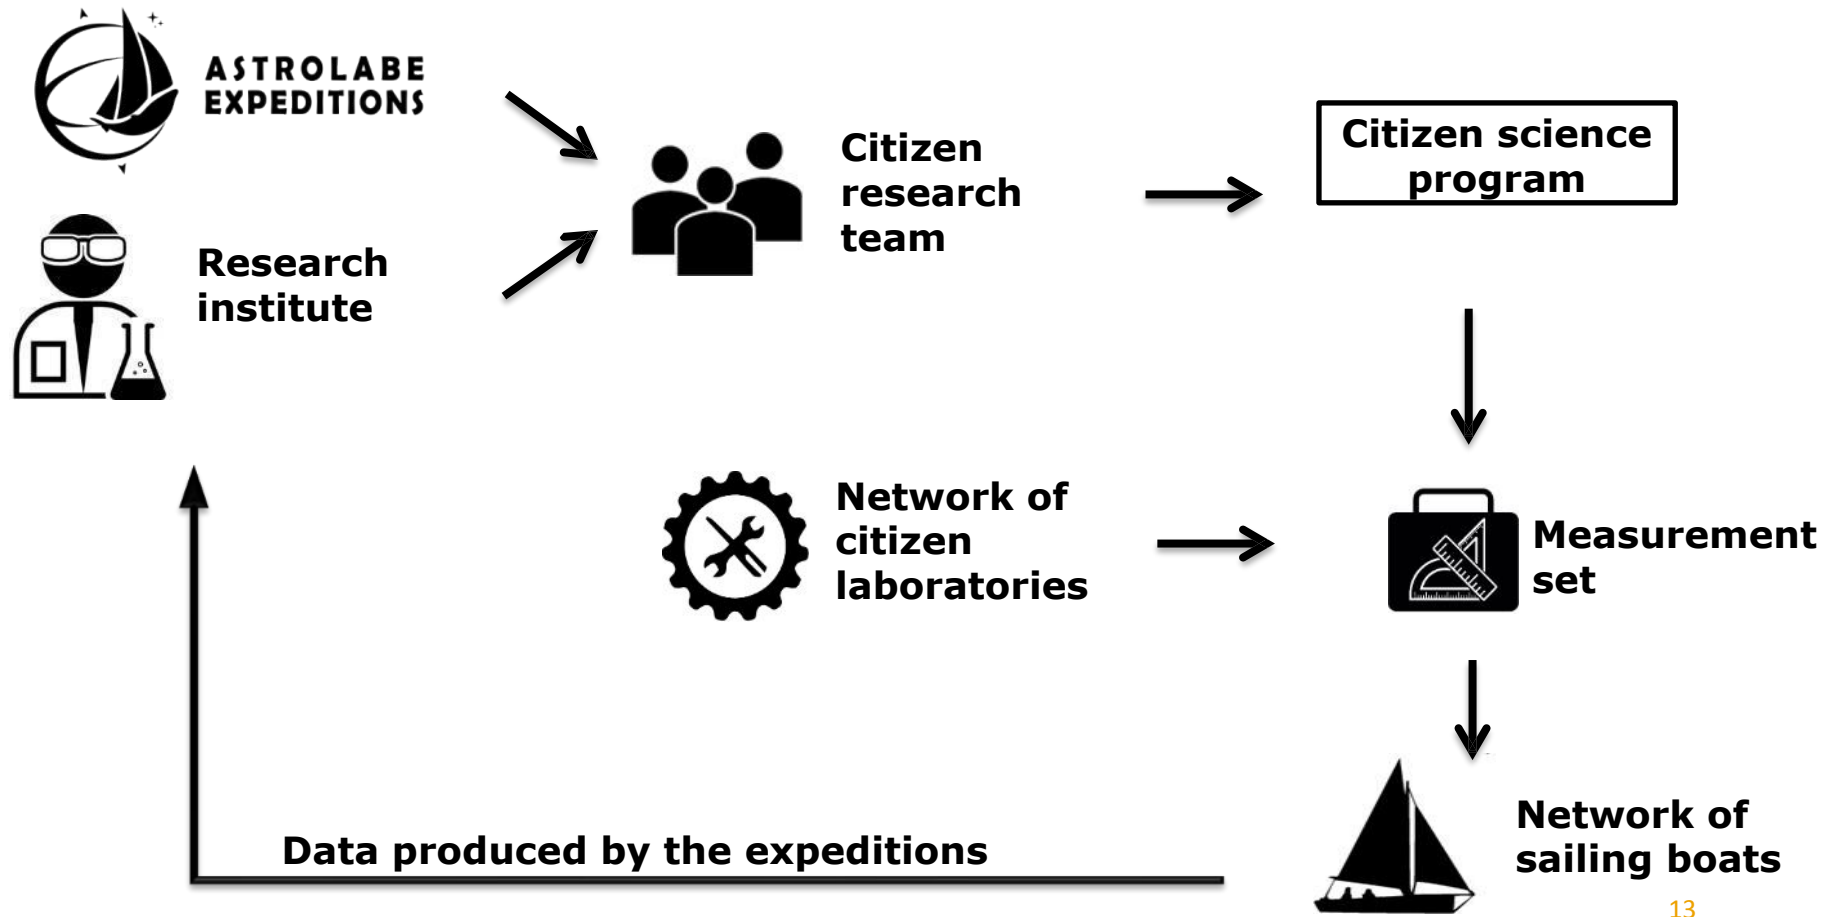 ASTROLABE
EXPEDITIONS
Research
institute
Citizen
research
team
Citizen science
program
Network of
citizen
laboratories
Measurement
set
Data produced by the expeditions
Network of
sailing boats
13